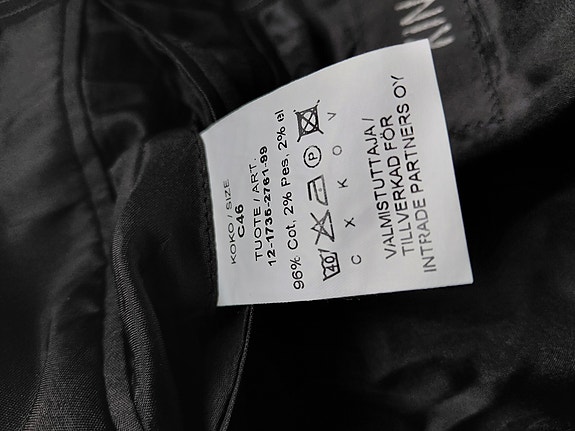 KOKO / SIZE
C46
TUOTE / ART.
12-1736-2761-99
96% Cot, 2% Pes, 2% el
40 P
C X K O V
VALMISTUTTAJA /
TILLVERKAD FÖR
INTRADE PARTNERS OY